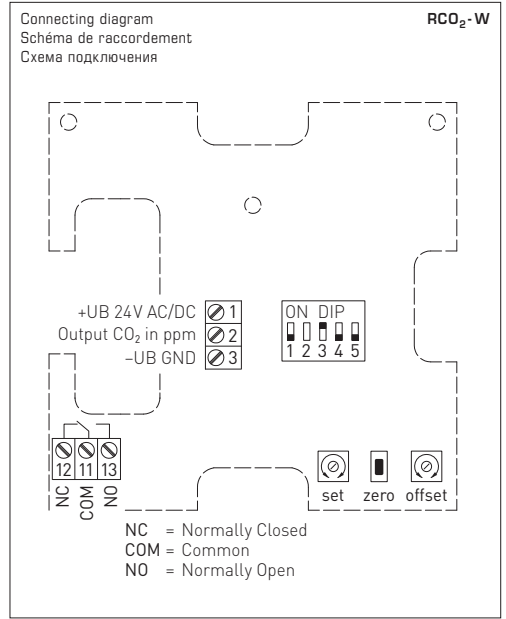 Connecting diagram
RCO₂-W
Schéma de raccordement
Схема подключения
+UB 24V AC/DC 1
Output CO₂ in ppm 2
–UB GND 3
ON DIP
1 2 3 4 5
12 11 13
NC COM NO
set zero offset
NC = Normally Closed
COM = Common
NO = Normally Open